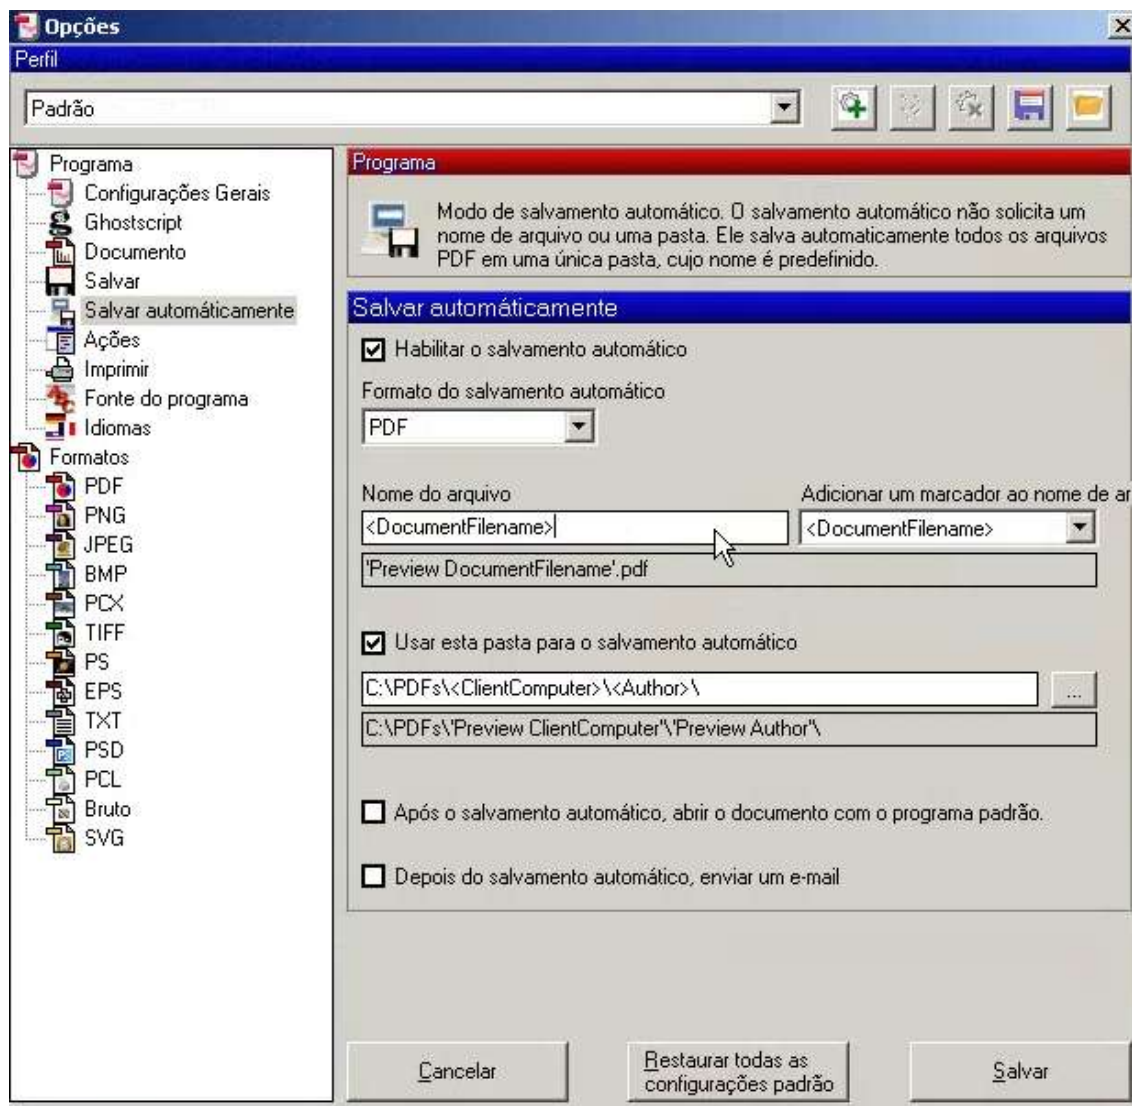 Opções
Perfil
Padrão
Programa
Configurações Gerais
Ghostscript
Documento
Salvar
Salvar automáticamente
Ações
Imprimir
Fonte do programa
Idiomas
Formatos
PDF
PNG
JPEG
BMP
PCX
TIFF
PS
EPS
TXT
PSD
PCL
Bruto
SVG
Programa
Modo de salvamento automático. O salvamento automático não solicita um
nome de arquivo ou uma pasta. Ele salva automaticamente todos os arquivos
PDF em uma única pasta, cujo nome é predefinido.
Salvar automáticamente
Habilitar o salvamento automático
Formato do salvamento automático
PDF
Nome do arquivo
Adicionar um marcador ao nome de ar
<DocumentFilename>
<DocumentFilename>
'Preview DocumentFilename'.pdf
Usar esta pasta para o salvamento automático
C:\PDFs\<ClientComputer>\<Author>\
...
C:\PDFs\'Preview ClientComputer'\'Preview Author'\
Após o salvamento automático, abrir o documento com o programa padrão.
Depois do salvamento automático, enviar um e-mail
Cancelar
Restaurar todas as
configurações padrão
Salvar